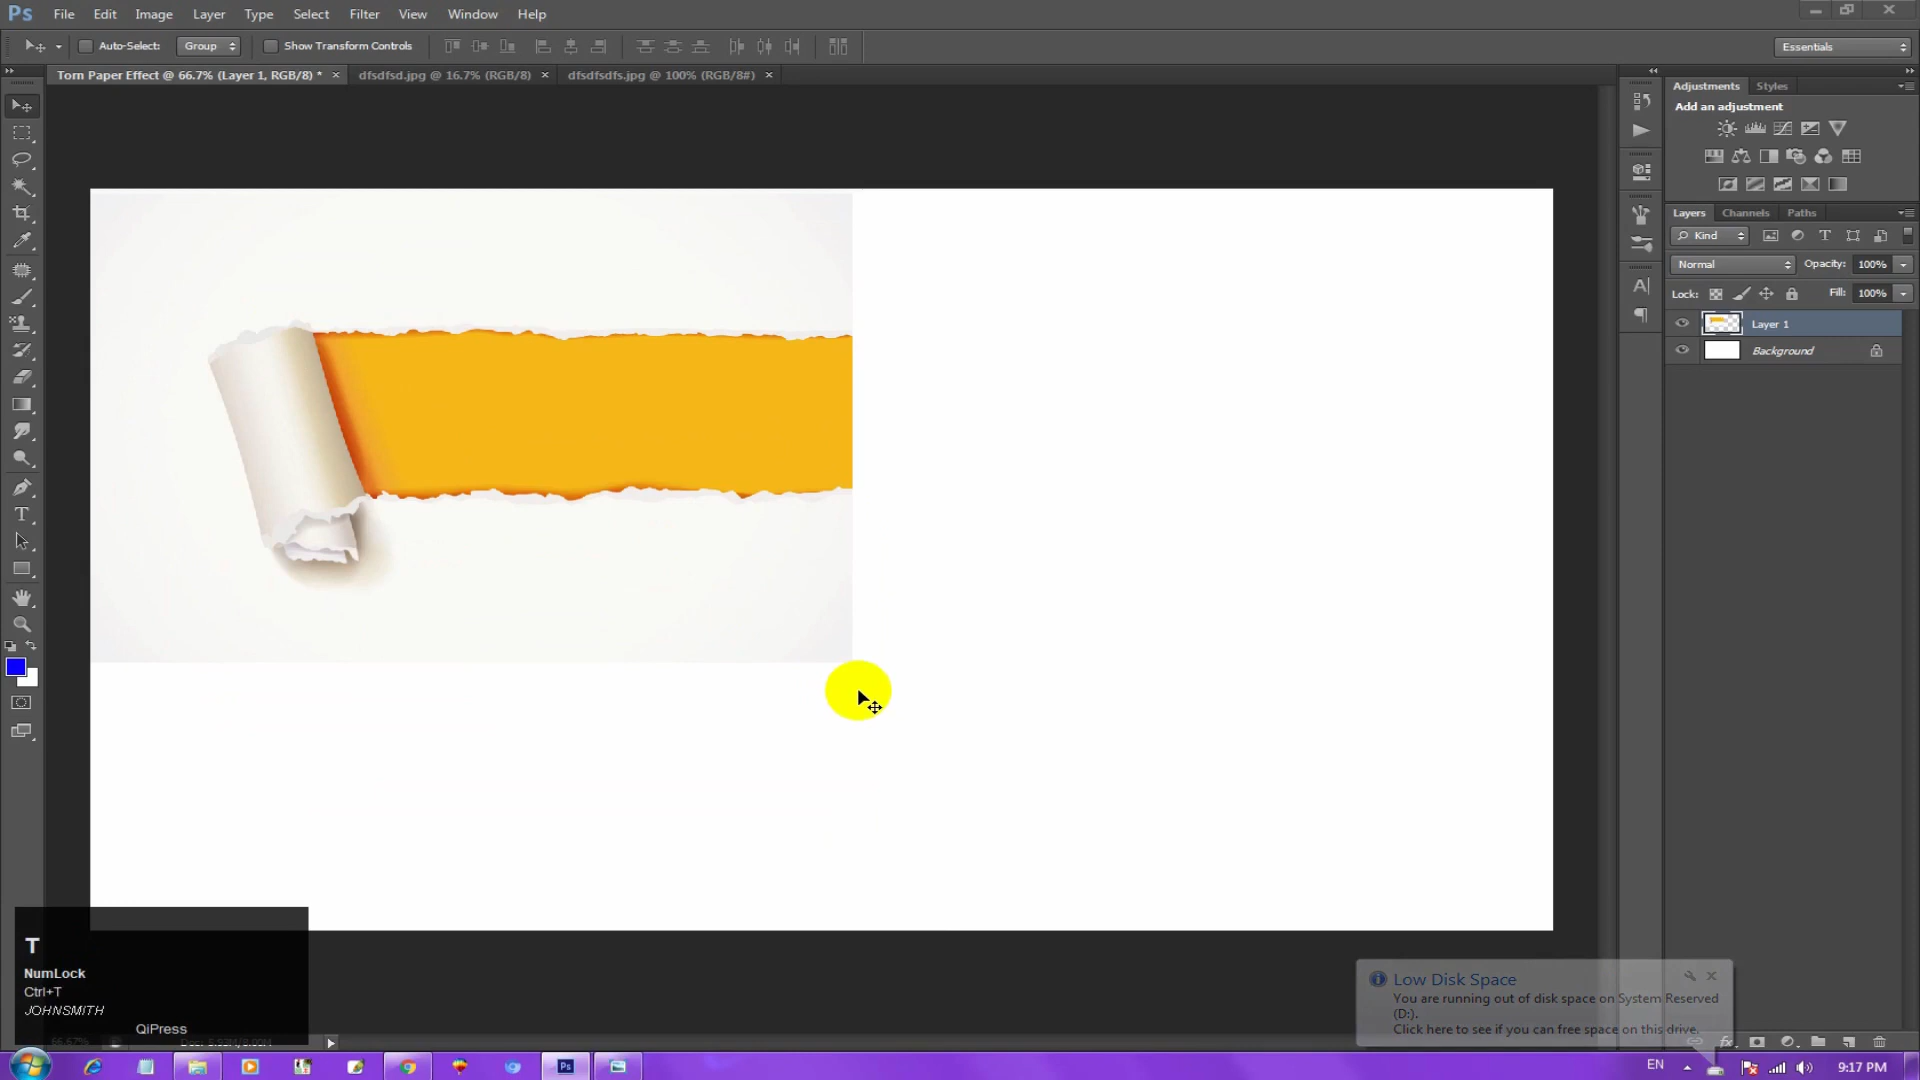 Ps File Edit Image Layer Type Select Filter View Window Help
Auto-Select: Group Show Transform Controls Essentials
Torn Paper Effect @ 66.7% (Layer 1, RGB/8) * × dfsdfsd.jpg @ 16.7% (RGB/8) × dfsdfsdfs.jpg @ 100% (RGB/8#) ×
Adjustments Styles
Add an adjustment
Layers Channels Paths
Kind
Normal Opacity: 100%
Lock: Fill: 100%
Layer 1
Background
T
NumLock
Ctrl+T
JOHNSMITH
QiPress
Low Disk Space
You are running out of disk space on System Reserved
(D:).
Click here to see if you can free space on this drive.
66.67%
Ps EN 9:17 PM